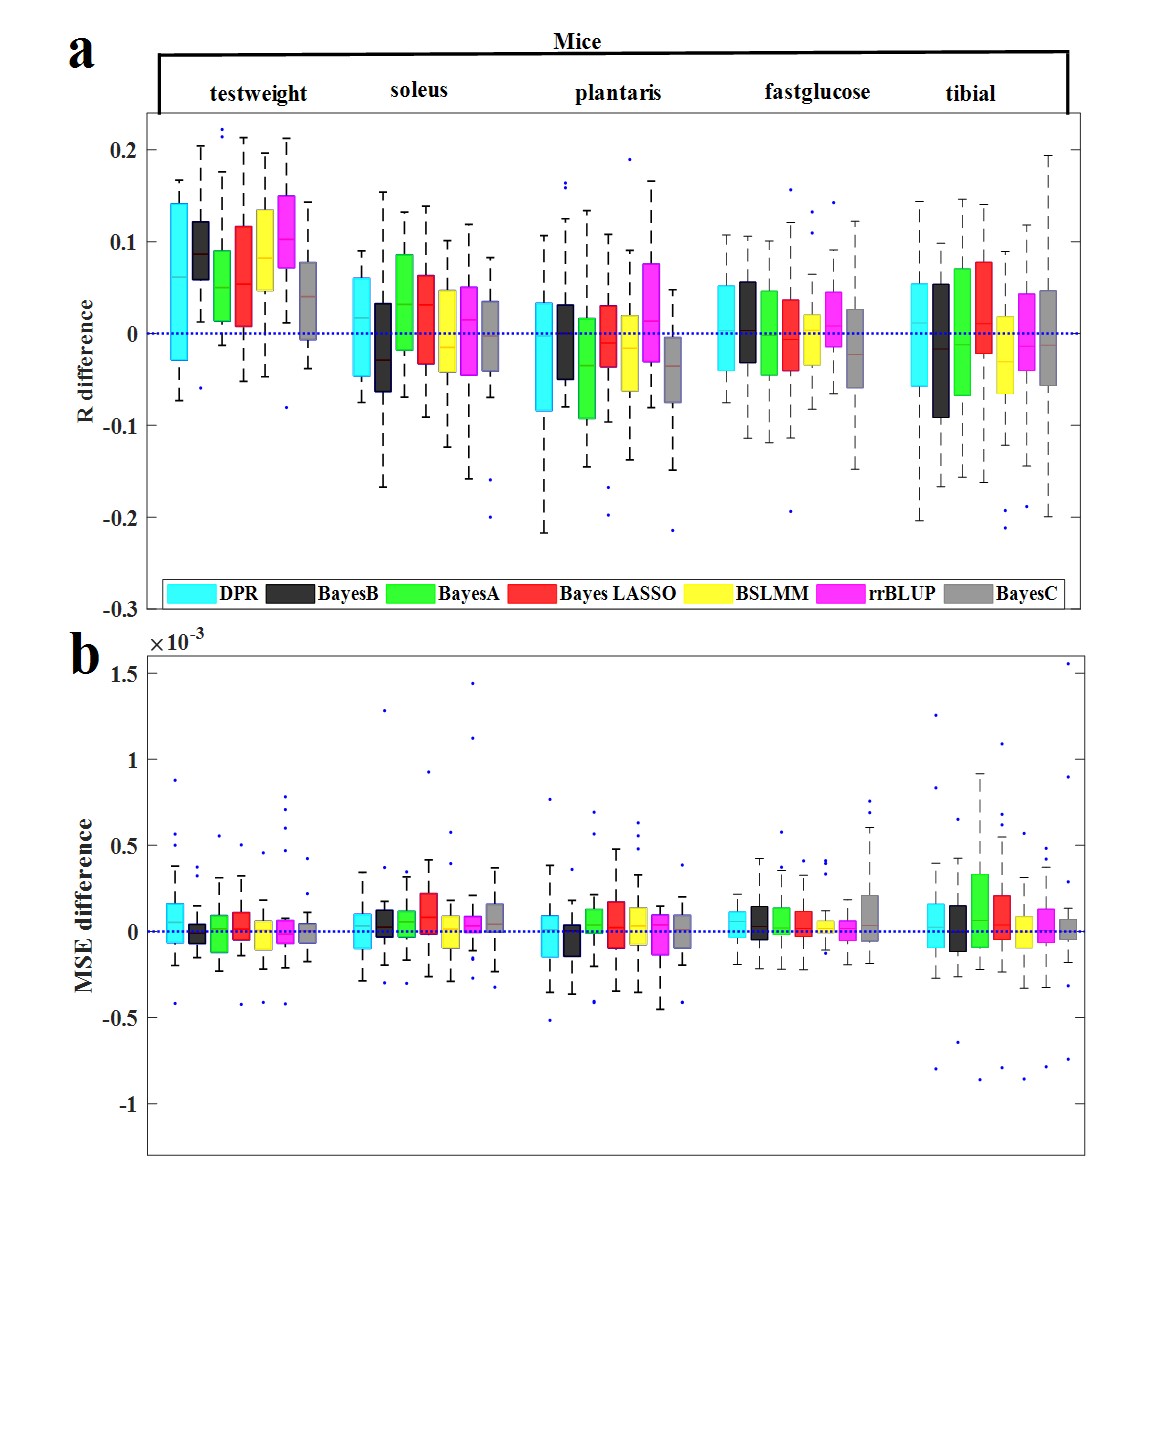 a
Mice
testweight soleus plantaris fastglucose tibial
0.2
0.1
0
-0.1
-0.2
-0.3
R difference
DPR BayesB BayesA Bayes LASSO BSLMM rrBLUP BayesC
b
×10⁻³
1.5
1
0.5
0
-0.5
-1
MSE difference